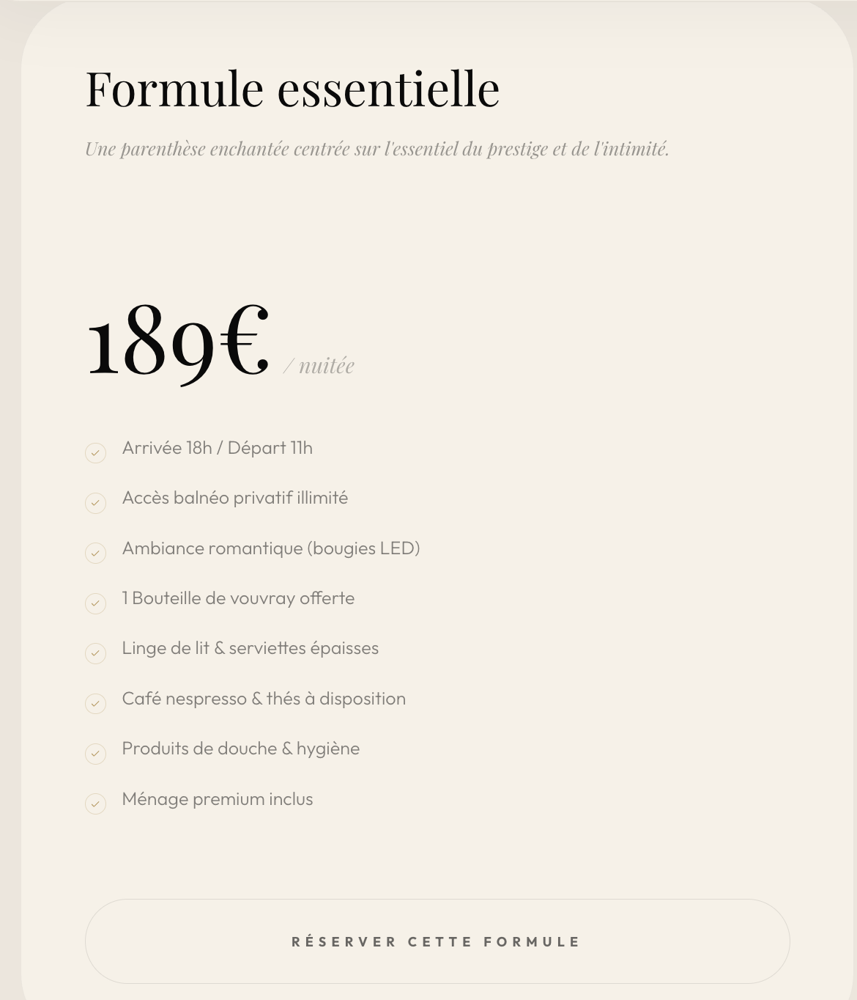 Formule essentielle
Une parenthèse enchantée centrée sur l'essentiel du prestige et de l'intimité.
189€ / nuitée
Arrivée 18h / Départ 11h
Accès balnéo privatif illimité
Ambiance romantique (bougies LED)
1 Bouteille de vouvray offerte
Linge de lit & serviettes épaisses
Café nespresso & thés à disposition
Produits de douche & hygiène
Ménage premium inclus
RÉSERVER CETTE FORMULE